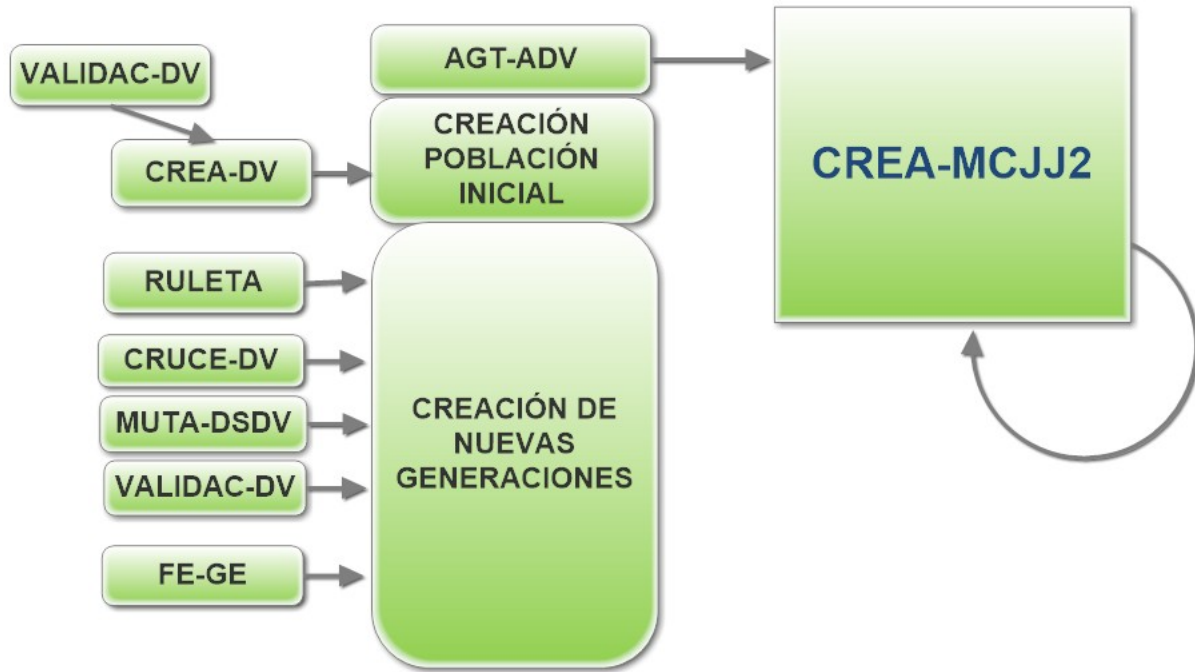 VALIDAC-DV
CREA-DV
AGT-ADV
CREACIÓN
POBLACIÓN
INICIAL
RULETA
CRUCE-DV
MUTA-DSDV
VALIDAC-DV
FE-GE
CREACIÓN DE
NUEVAS
GENERACIONES
CREA-MCJJ2